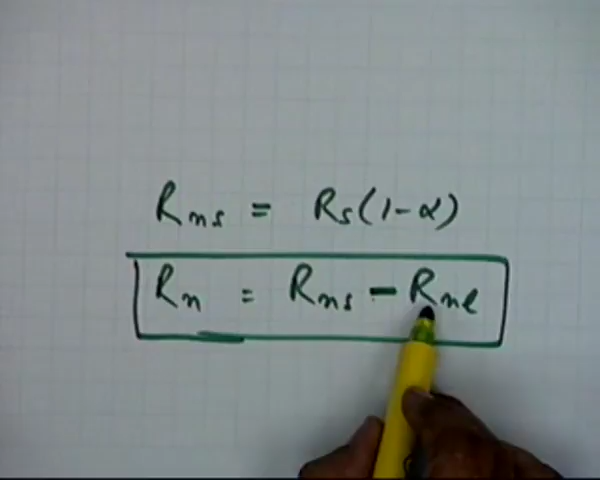 Rns = Rs(1-α)
Rn = Rns - Rnl